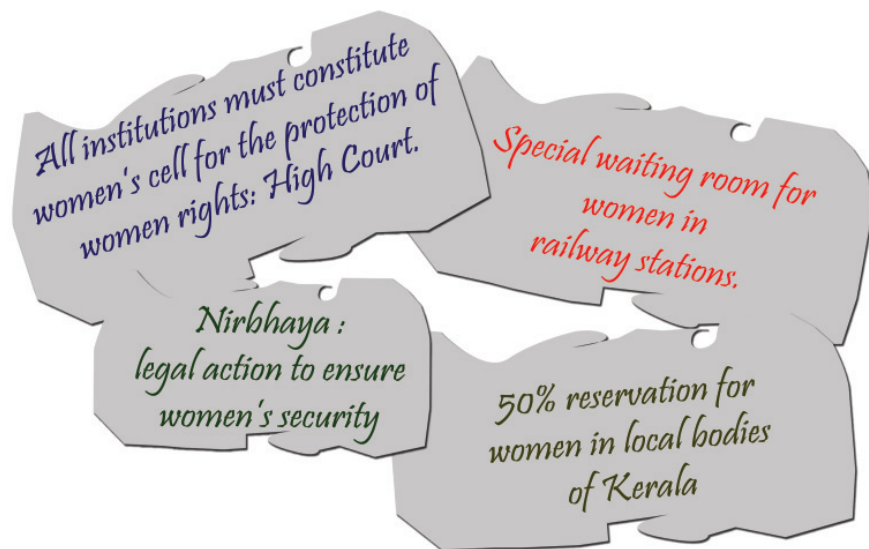 All institutions must constitute
women's cell for the protection of
women rights: High Court.
Special waiting room for
women in
railway stations.
Nirbhaya :
legal action to ensure
women's security
50% reservation for
women in local bodies
of Kerala